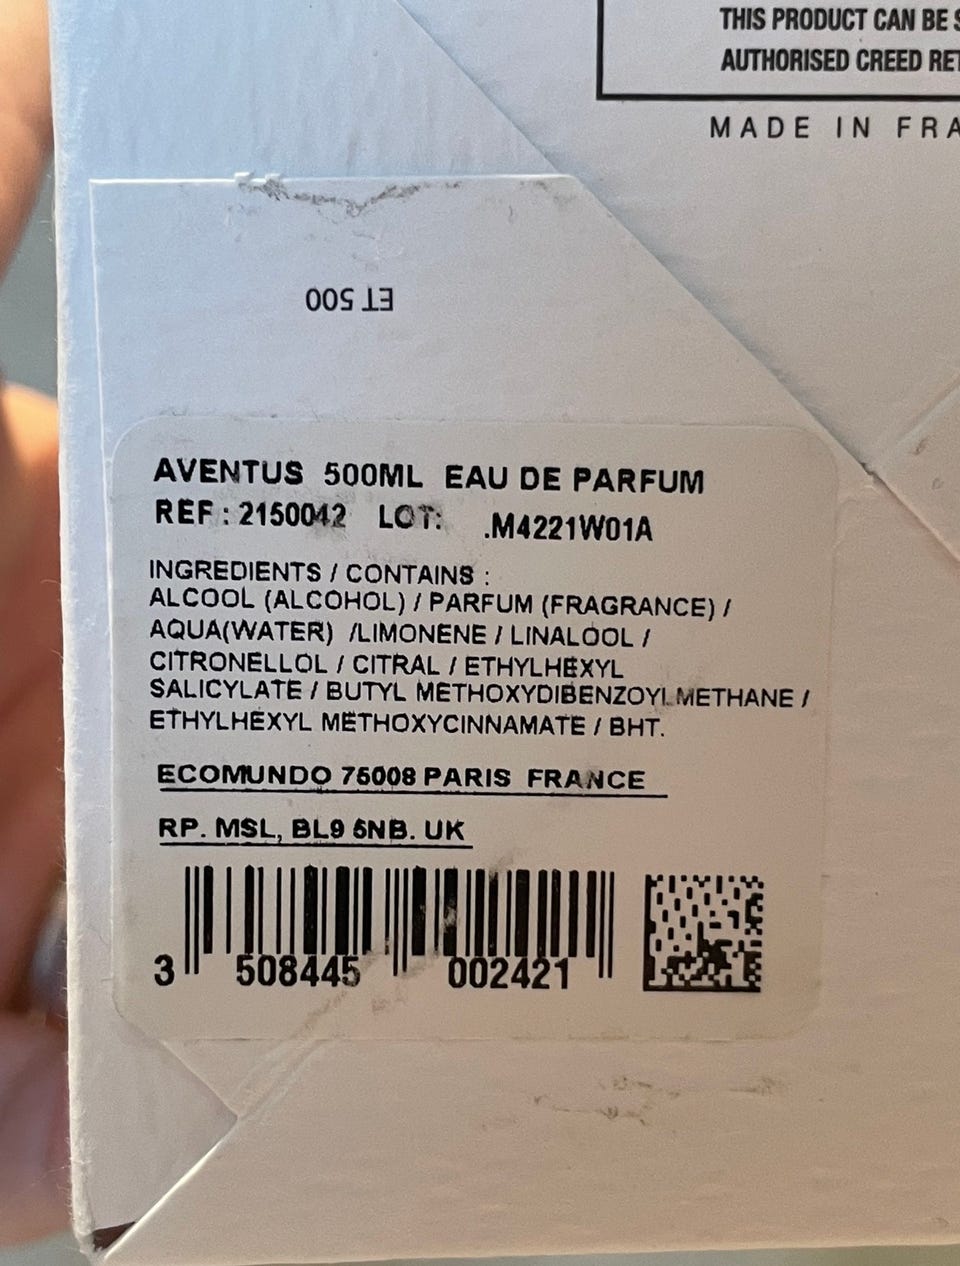 THIS PRODUCT CAN BE
AUTHORISED CREED
MADE IN
ET 500
AVENTUS 500ML EAU DE PARFUM
REF : 2150042 LOT: .M4221W01A
INGREDIENTS / CONTAINS :
ALCOOL (ALCOHOL) / PARFUM (FRAGRANCE) /
AQUA(WATER) /LIMONENE / LINALOOL /
CITRONELLOL / CITRAL / ETHYLHEXYL
SALICYLATE / BUTYL METHOXYDIBENZOYLMETHANE /
ETHYLHEXYL METHOXYCINNAMATE / BHT.
ECOMUNDO 75008 PARIS FRANCE
RP. MSL, BL9 5NB. UK
3 508445 002421